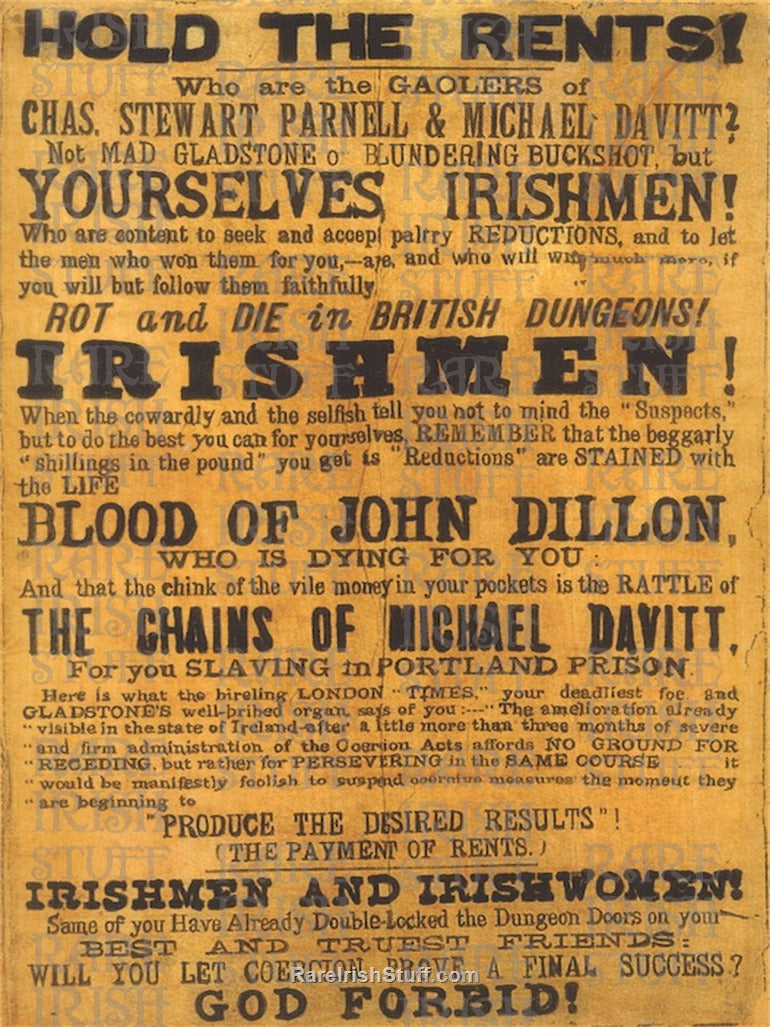 HOLD THE RENTS!
Who are the GAOLERS of
CHAS. STEWART PARNELL & MICHAEL DAVITT?
Not MAD GLADSTONE o BLUNDERING BUCKSHOT, but
YOURSELVES, IRISHMEN!
Who are content to seek and accept paltry REDUCTIONS, and to let
the men who won them for you,—aye, and who will win much more, if
you will but follow them faithfully
ROT and DIE in BRITISH DUNGEONS!
IRISHMEN!
When the cowardly and the selfish tell you not to mind the "Suspects,"
but to do the best you can for yourselves, REMEMBER that the beggarly
"shillings in the pound" you get is "Reductions" are STAINED with
the LIFE
BLOOD OF JOHN DILLON,
WHO IS DYING FOR YOU:
And that the chink of the vile money in your pockets is the RATTLE of
THE CHAINS OF MICHAEL DAVITT,
For you SLAVING in PORTLAND PRISON
Here is what the hireling LONDON "TIMES," your deadliest foe and
GLADSTONE'S well-bribed organ, says of you:—"The amelioration already
"visible in the state of Ireland after a little more than three months of severe
"and firm administration of the Coercion Acts affords NO GROUND FOR
"RECEDING, but rather for PERSEVERING in the SAME COURSE : it
"would be manifestly foolish to suspend coercive measures the moment they
"are beginning to
"PRODUCE THE DESIRED RESULTS"!
(THE PAYMENT OF RENTS.)
IRISHMEN AND IRISHWOMEN!
Same of you Have Already Double-Locked the Dungeon Doors on your
BEST AND TRUEST FRIENDS:
WILL YOU LET COERCION PROVE A FINAL SUCCESS?
RareIrishStuff.com
GOD FORBID!